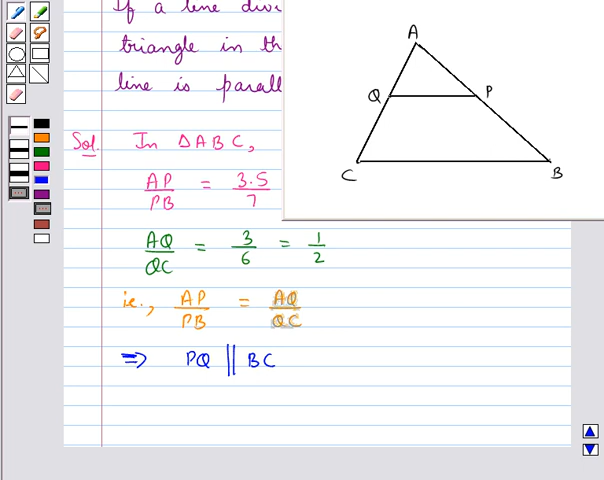 If a line divi
triangle in th
line is parall
Sol. In ΔABC,
AP/PB = 3.5/7
AQ/QC = 3/6 = 1/2
ie., AP/PB = AQ/QC
⇒ PQ || BC
A
Q P
C B